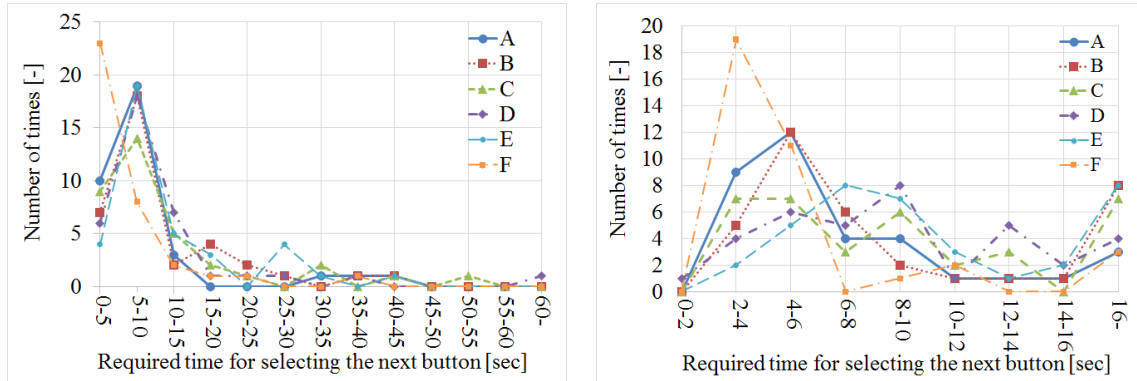 25
20
15
10
5
0
Number of times [-]
A
B
C
D
E
F
0-5
5-10
10-15
15-20
20-25
25-30
30-35
35-40
40-45
45-50
50-55
55-60
60-
Required time for selecting the next button [sec]
20
18
16
14
12
10
8
6
4
2
0
Number of times [-]
A
B
C
D
E
F
0-2
2-4
4-6
6-8
8-10
10-12
12-14
14-16
16-
Required time for selecting the next button [sec]